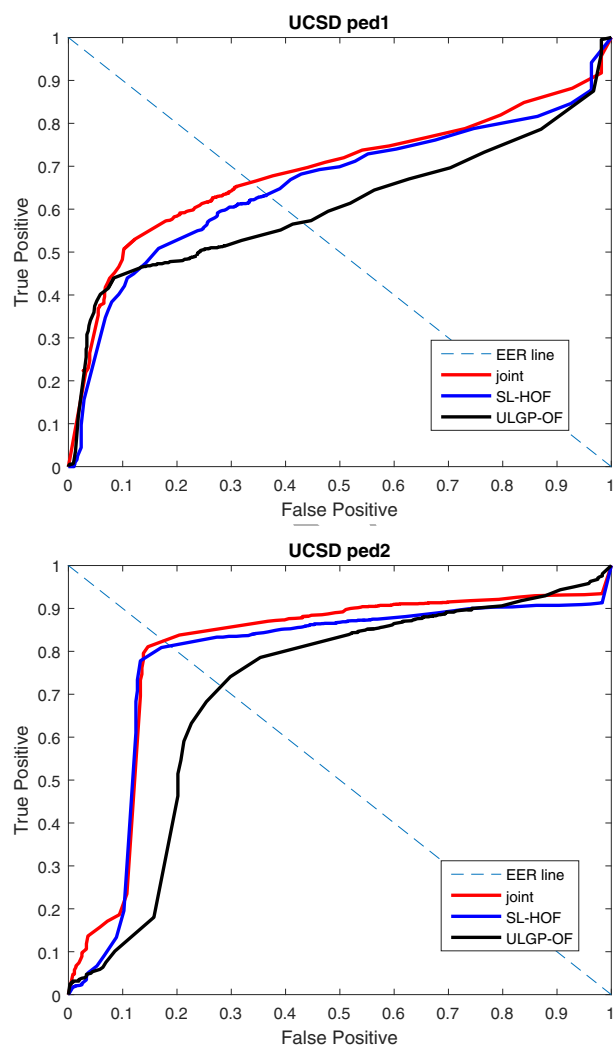 UCSD ped1
1
0.9
0.8
0.7
0.6
0.5
0.4
0.3
0.2
0.1
0
True Positive
EER line
joint
SL-HOF
ULGP-OF
0 0.1 0.2 0.3 0.4 0.5 0.6 0.7 0.8 0.9 1
False Positive
UCSD ped2
1
0.9
0.8
0.7
0.6
0.5
0.4
0.3
0.2
0.1
0
True Positive
EER line
joint
SL-HOF
ULGP-OF
0 0.1 0.2 0.3 0.4 0.5 0.6 0.7 0.8 0.9 1
False Positive